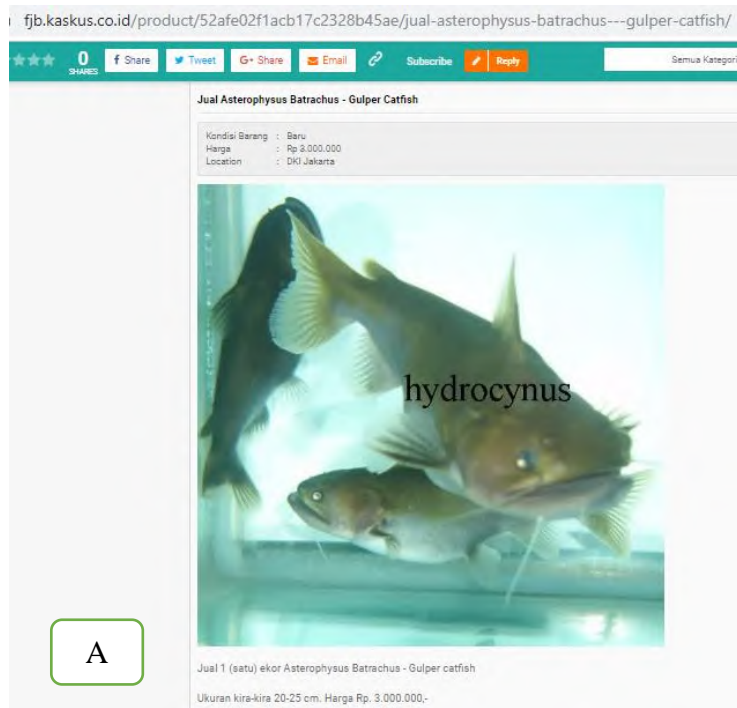 fjb.kaskus.co.id/product/52afe02f1acb17c2328b45ae/jual-asterophysus-batrachus---gulper-catfish/
0 SHARES Share Tweet G+ Share Email Subscribe Reply Semua Kategori
Jual Asterophysus Batrachus - Gulper Catfish
Kondisi Barang : Baru
Harga : Rp 3.000.000
Location : DKI Jakarta
hydrocynus
A
Jual 1 (satu) ekor Asterophysus Batrachus - Gulper catfish
Ukuran kira-kira 20-25 cm. Harga Rp. 3.000.000,-